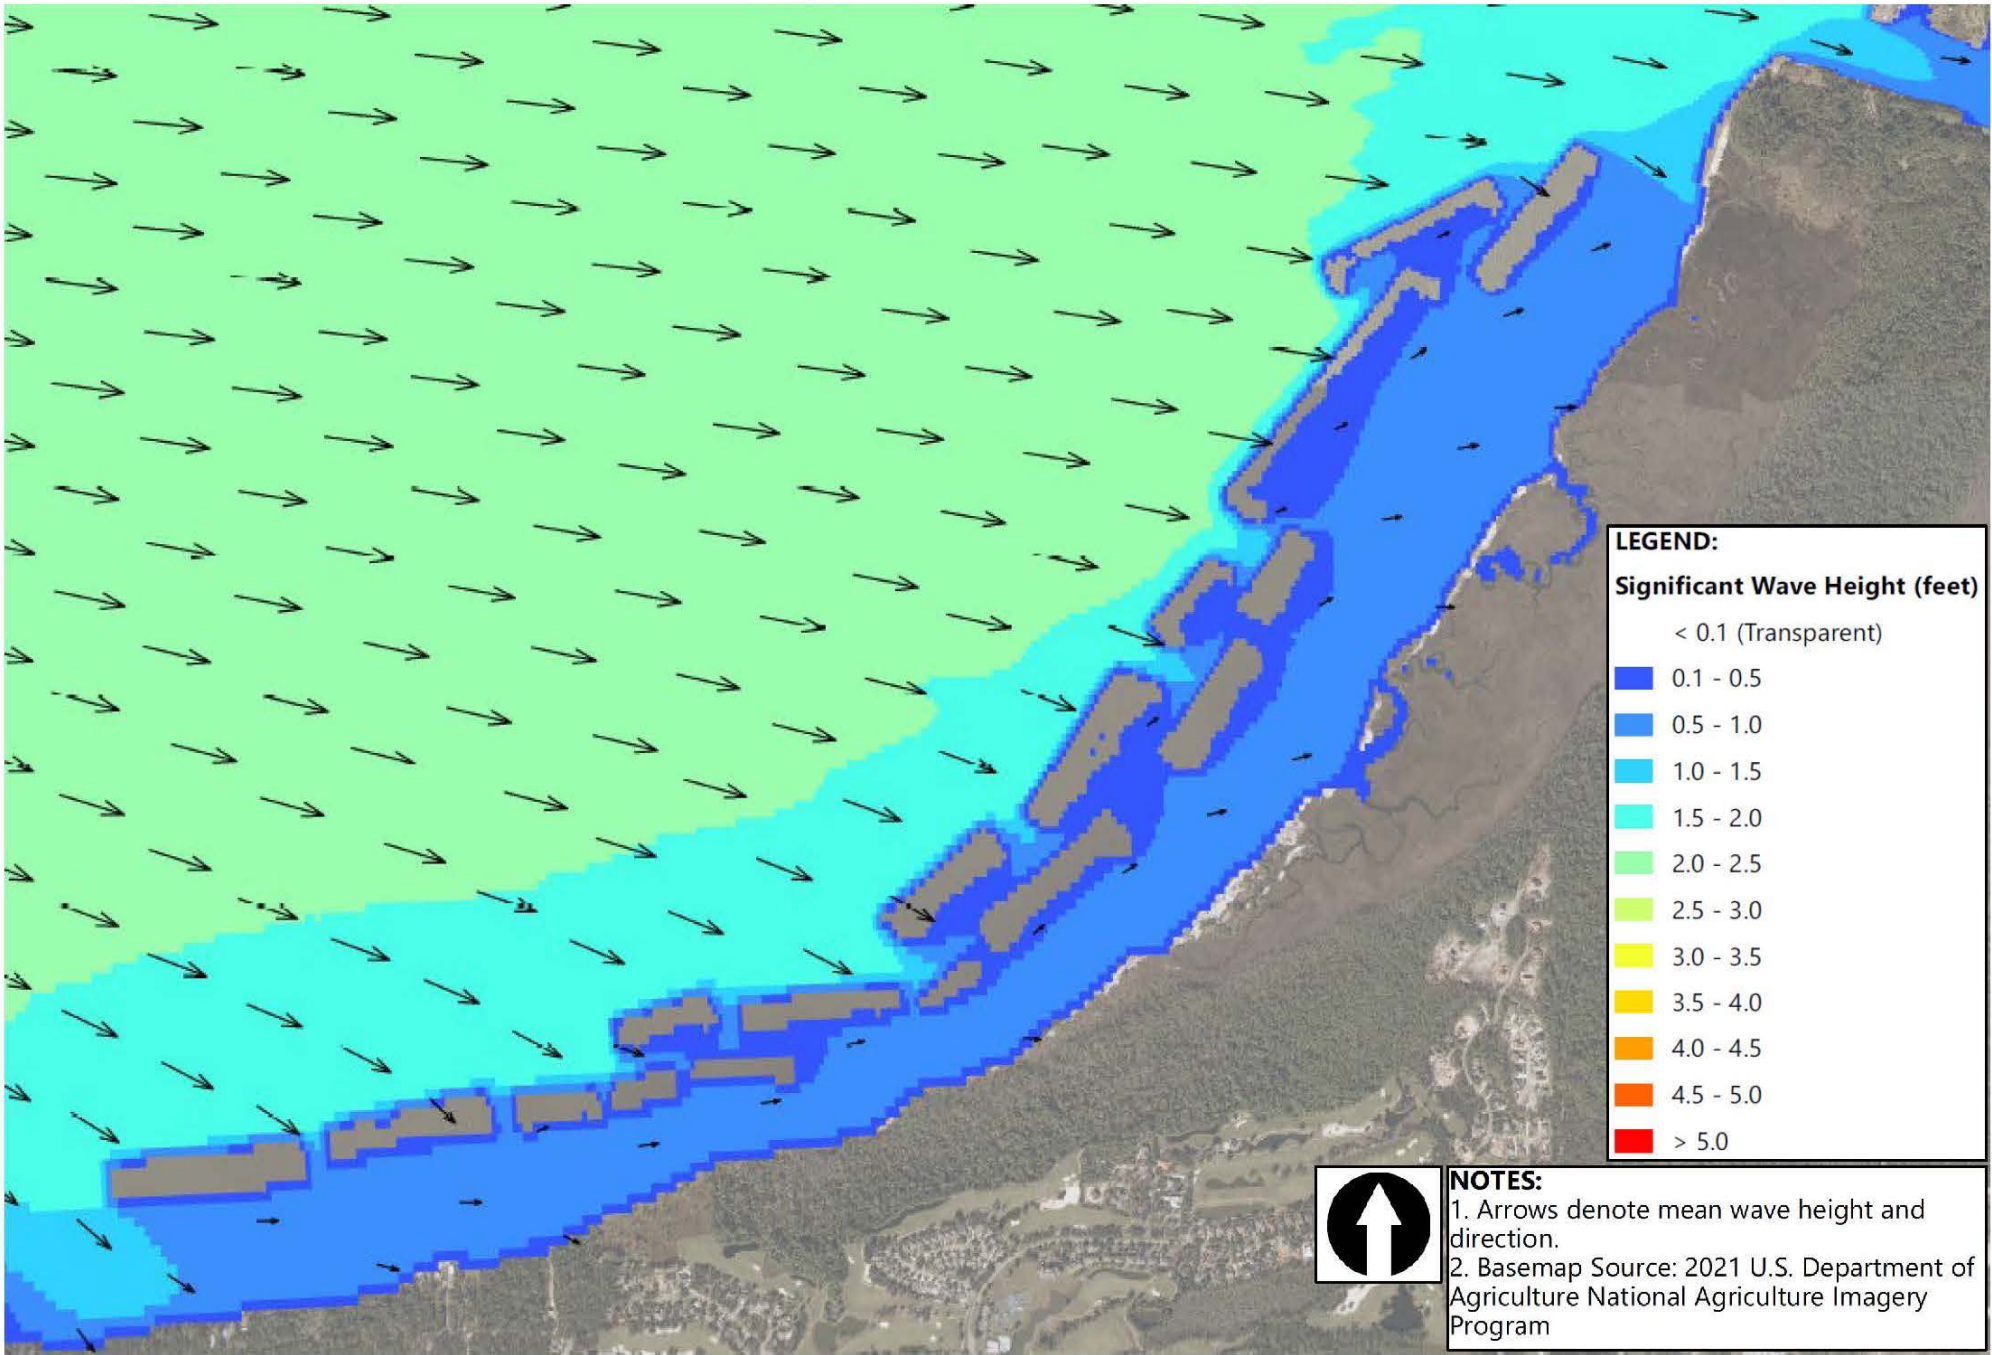 LEGEND:
Significant Wave Height (feet)
< 0.1 (Transparent)
0.1 - 0.5
0.5 - 1.0
1.0 - 1.5
1.5 - 2.0
2.0 - 2.5
2.5 - 3.0
3.0 - 3.5
3.5 - 4.0
4.0 - 4.5
4.5 - 5.0
> 5.0
NOTES:
1. Arrows denote mean wave height and
direction.
2. Basemap Source: 2021 U.S. Department of
Agriculture National Agriculture Imagery
Program